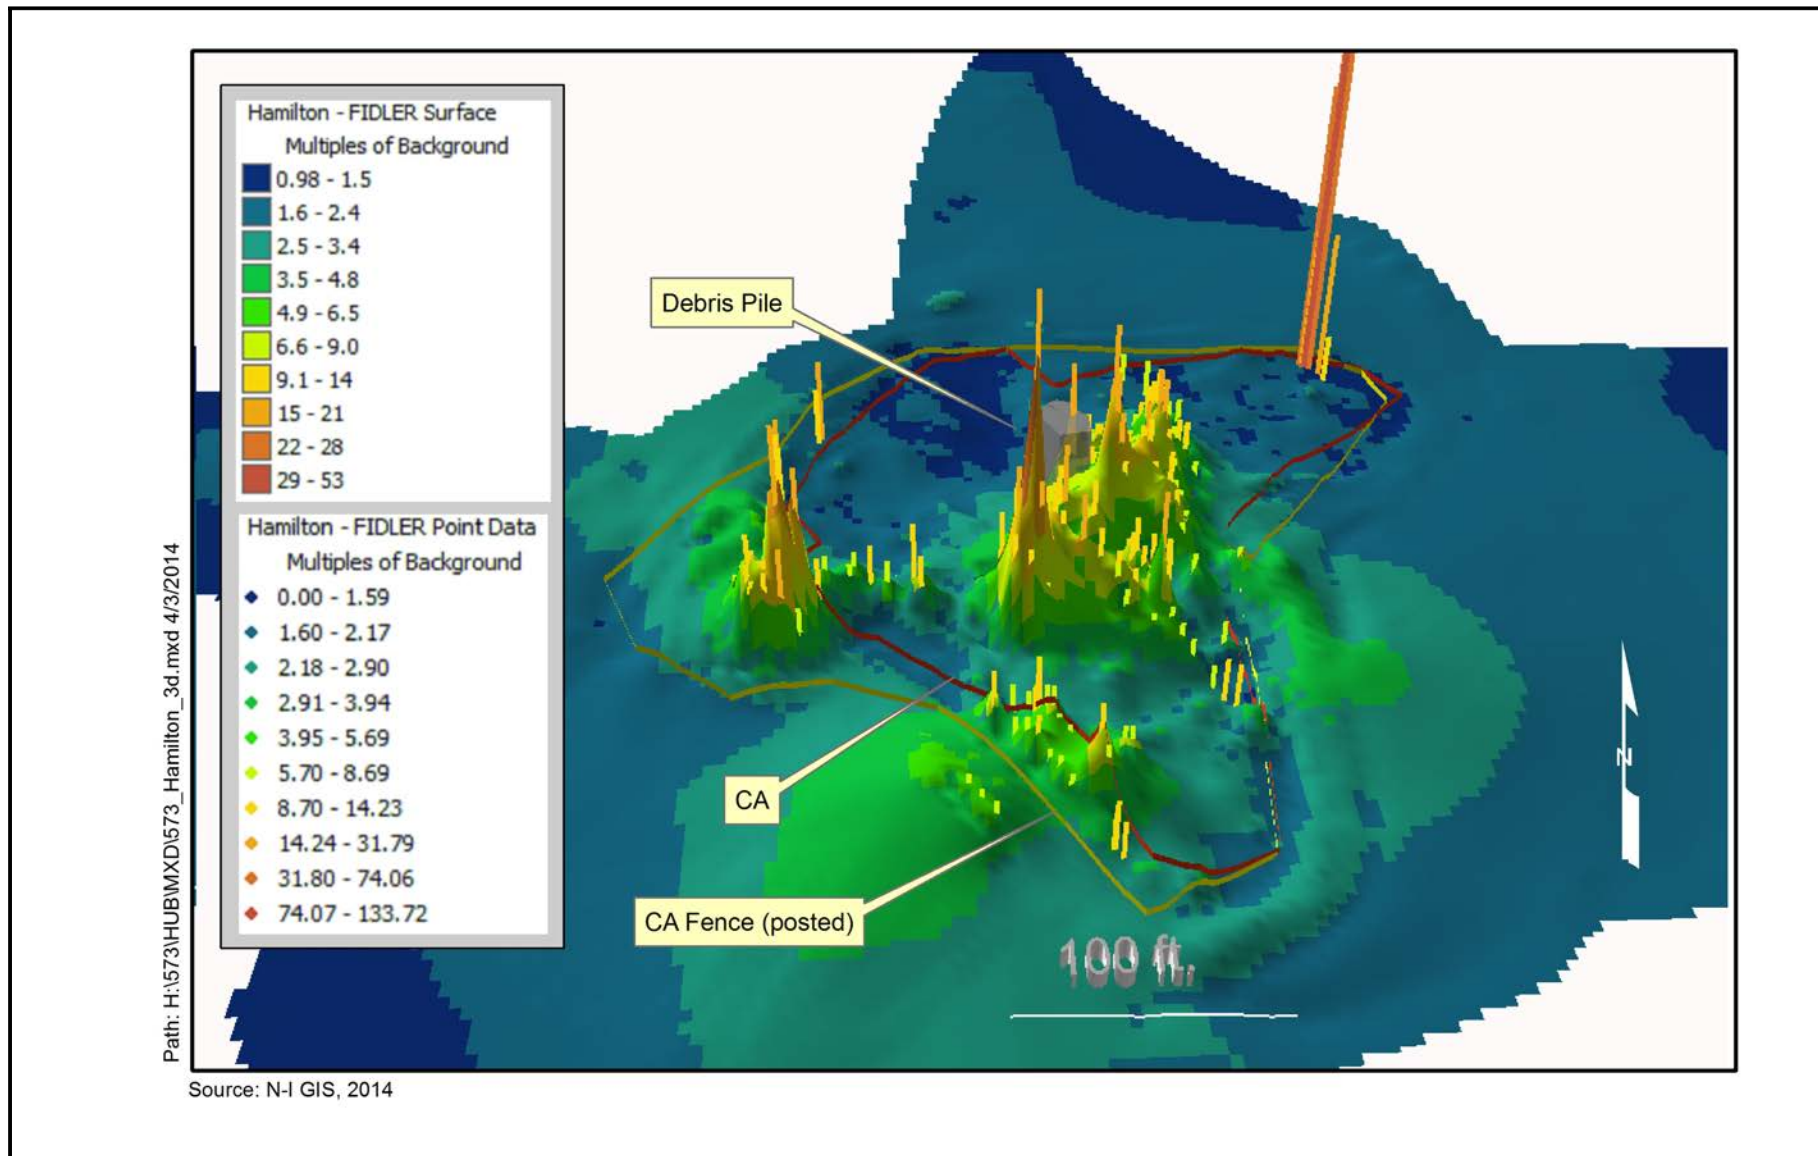 Hamilton - FIDLER Surface
Multiples of Background
0.98 - 1.5
1.6 - 2.4
2.5 - 3.4
3.5 - 4.8
4.9 - 6.5
6.6 - 9.0
9.1 - 14
15 - 21
22 - 28
29 - 53
Hamilton - FIDLER Point Data
Multiples of Background
0.00 - 1.59
1.60 - 2.17
2.18 - 2.90
2.91 - 3.94
3.95 - 5.69
5.70 - 8.69
8.70 - 14.23
14.24 - 31.79
31.80 - 74.06
74.07 - 133.72
Debris Pile
CA
CA Fence (posted)
100 ft.
N
Path: H:\573\HUB\MXD\573_Hamilton_3d.mxd 4/3/2014
Source: N-I GIS, 2014